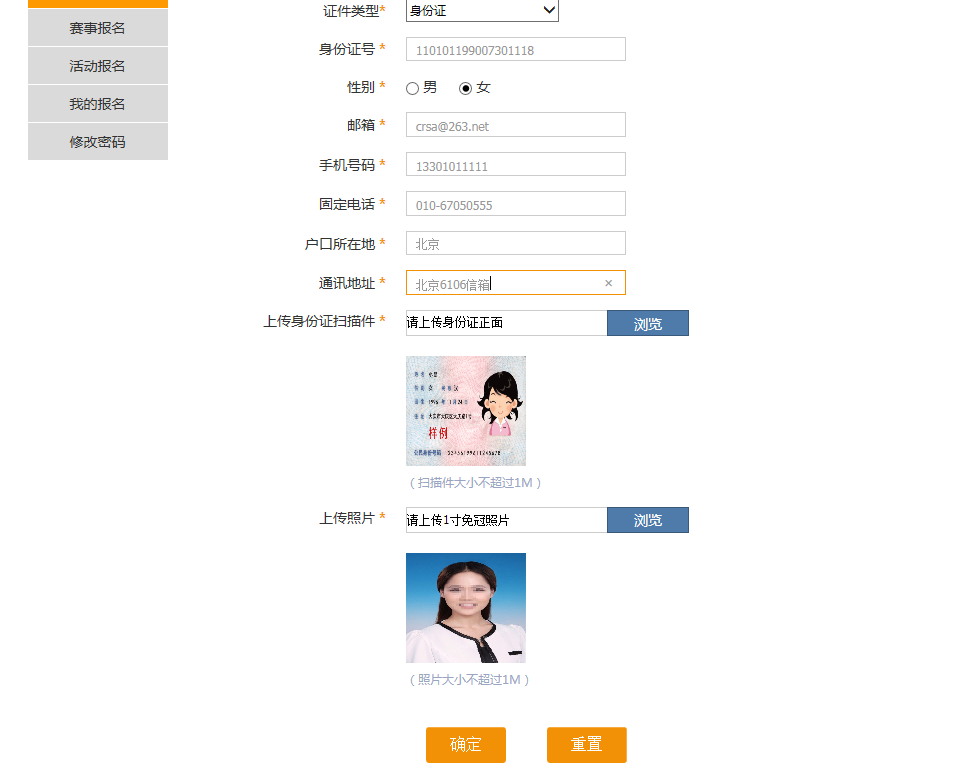 赛事报名
活动报名
我的报名
修改密码
证件类型* 身份证
身份证号 * 110101199007301118
性别 * 男 女
邮箱 * crsa@263.net
手机号码 * 13301011111
固定电话 * 010-67050555
户口所在地 * 北京
通讯地址 * 北京6106信箱 ×
上传身份证扫描件 * 请上传身份证正面 浏览
样例
（扫描件大小不超过1M ）
上传照片 * 请上传1寸免冠照片 浏览
（照片大小不超过1M ）
确定 重置